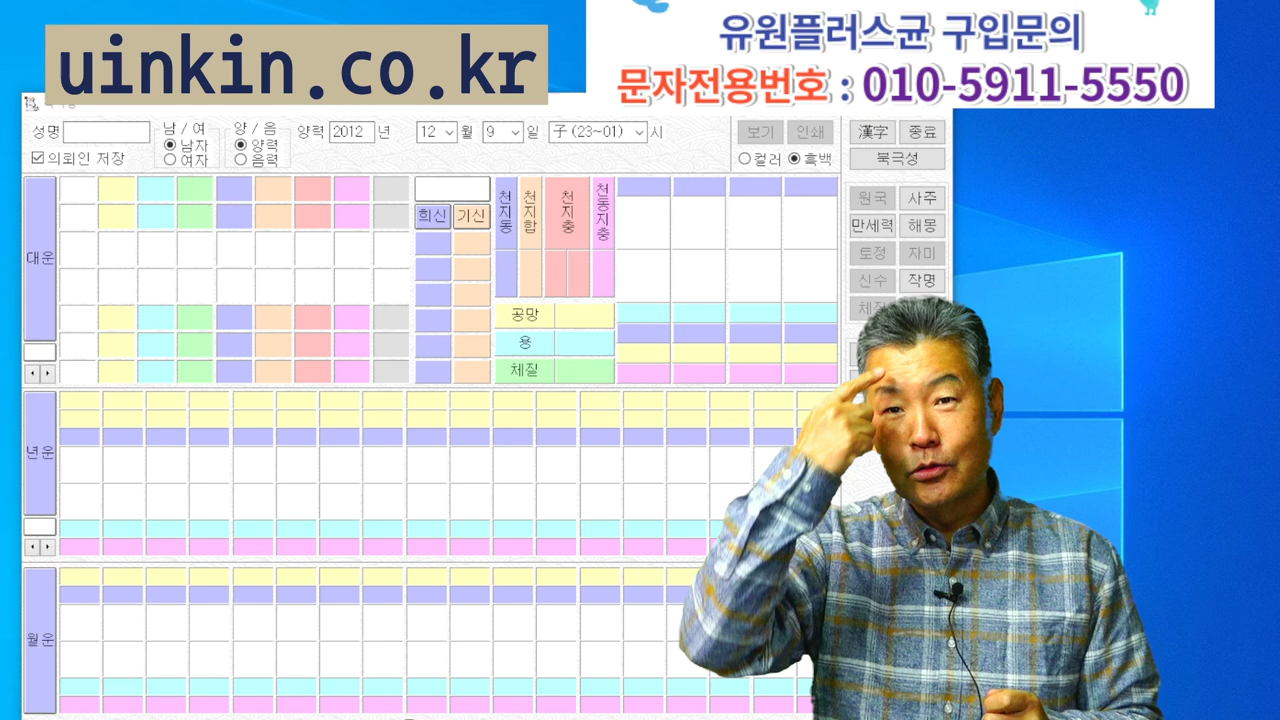 유원플러스균 구입문의
uinkin.co.kr
문자전용번호 : 010-5911-5550
성명
남 / 여
양 / 음
양력 2012 년 12 월 9 일 子 (23~01) 시
보기 인쇄
漢字 종료
의뢰인 저장
남자
여자
양력
음력
컬러 흑백
북극성
대운
희신 기신
천지동
천지합
천지충
천동지충
공망
용
체질
원국 사주
만세력 해몽
토정 자미
신수 작명
년운
월운